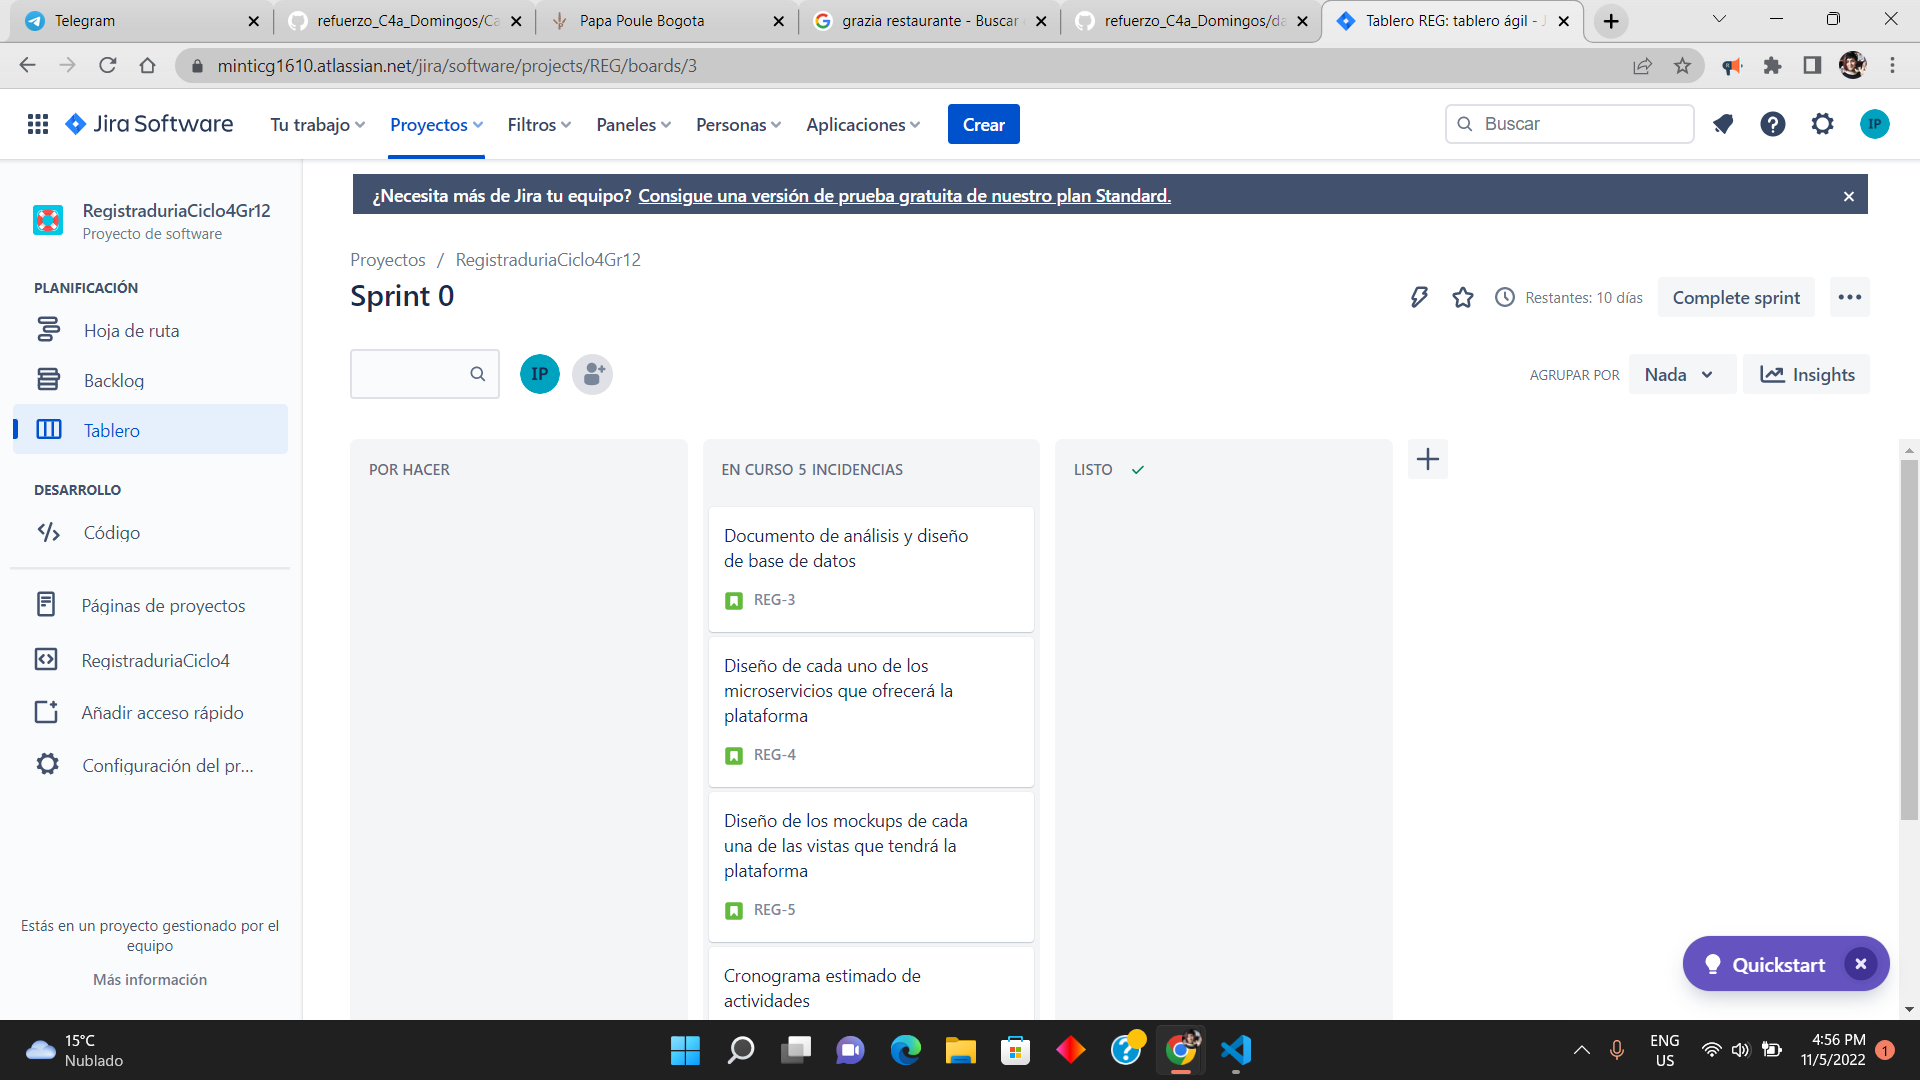 Telegram
refuerzo_C4a_Domingos/Ca
Papa Poule Bogota
grazia restaurante - Buscar
refuerzo_C4a_Domingos/da
Tablero REG: tablero ágil - J
minticg1610.atlassian.net/jira/software/projects/REG/boards/3
Jira Software
Tu trabajo
Proyectos
Filtros
Paneles
Personas
Aplicaciones
Crear
Buscar
IP
¿Necesita más de Jira tu equipo? Consigue una versión de prueba gratuita de nuestro plan Standard.
RegistraduriaCiclo4Gr12
Proyecto de software
PLANIFICACIÓN
Hoja de ruta
Backlog
Tablero
DESARROLLO
Código
Páginas de proyectos
RegistraduriaCiclo4
Añadir acceso rápido
Configuración del pr...
Estás en un proyecto gestionado por el
equipo
Más información
Proyectos / RegistraduriaCiclo4Gr12
Sprint 0
Restantes: 10 días
Complete sprint
IP
AGRUPAR POR
Nada
Insights
POR HACER
EN CURSO 5 INCIDENCIAS
LISTO
Documento de análisis y diseño
de base de datos
REG-3
Diseño de cada uno de los
microservicios que ofrecerá la
plataforma
REG-4
Diseño de los mockups de cada
una de las vistas que tendrá la
plataforma
REG-5
Cronograma estimado de
actividades
Quickstart
15°C
Nublado
ENG
US
4:56 PM
11/5/2022
1